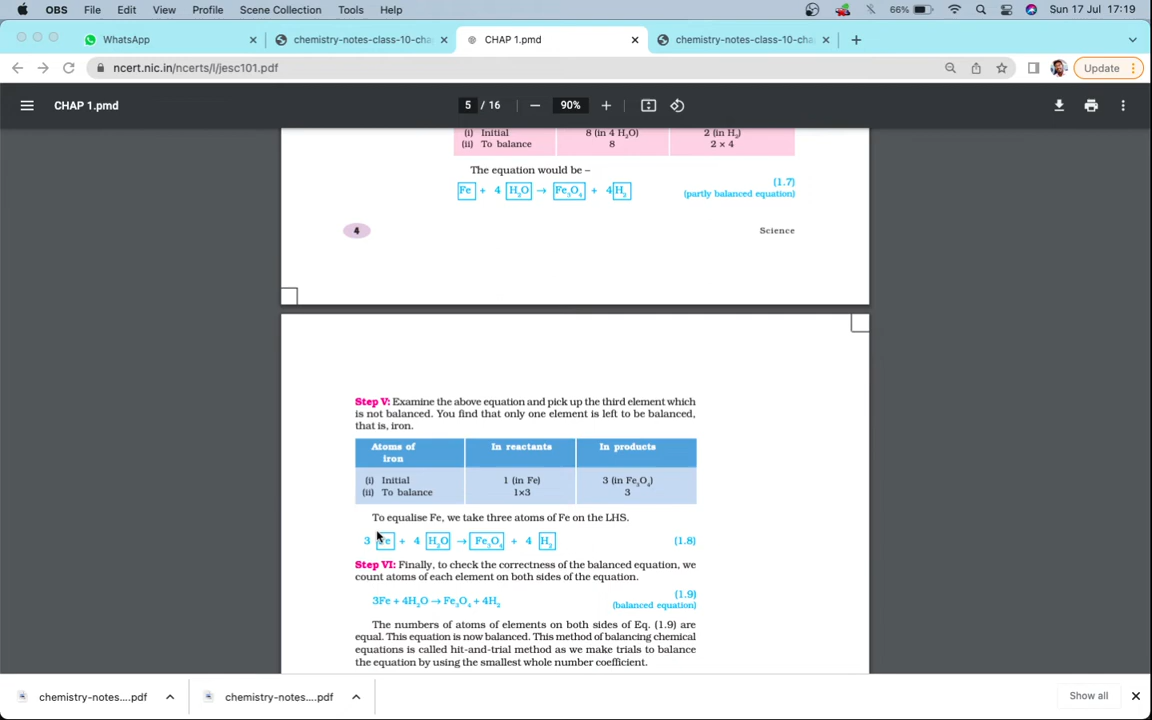 OBS File Edit View Profile Scene Collection Tools Help 66% Sun 17 Jul 17:19
WhatsApp chemistry-notes-class-10-cha CHAP 1.pmd chemistry-notes-class-10-cha
ncert.nic.in/ncerts/l/jesc101.pdf Update
CHAP 1.pmd 5 / 16 90%
(i) Initial 8 (in 4 H₂O) 2 (in H₂)
(ii) To balance 8 2 × 4
The equation would be –
Fe + 4 H₂O → Fe₃O₄ + 4 H₂ (1.7)
(partly balanced equation)
4 Science
Step V: Examine the above equation and pick up the third element which
is not balanced. You find that only one element is left to be balanced,
that is, iron.
Atoms of In reactants In products
iron
(i) Initial 1 (in Fe) 3 (in Fe₃O₄)
(ii) To balance 1×3 3
To equalise Fe, we take three atoms of Fe on the LHS.
3 Fe + 4 H₂O → Fe₃O₄ + 4 H₂ (1.8)
Step VI: Finally, to check the correctness of the balanced equation, we
count atoms of each element on both sides of the equation.
3Fe + 4H₂O → Fe₃O₄ + 4H₂ (1.9)
(balanced equation)
The numbers of atoms of elements on both sides of Eq. (1.9) are
equal. This equation is now balanced. This method of balancing chemical
equations is called hit-and-trial method as we make trials to balance
the equation by using the smallest whole number coefficient.
chemistry-notes....pdf chemistry-notes....pdf Show all